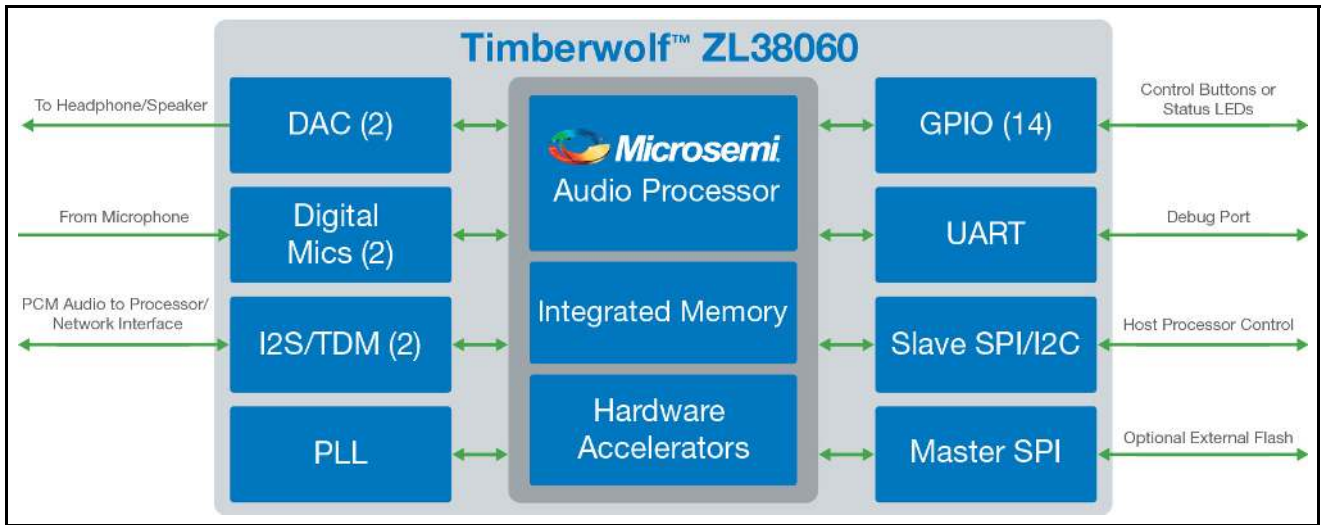 Timberwolf™ ZL38060
To Headphone/Speaker
DAC (2)
From Microphone
Digital
Mics (2)
PCM Audio to Processor/
Network Interface
I2S/TDM (2)
PLL
Microsemi.
Audio Processor
Integrated Memory
Hardware
Accelerators
GPIO (14)
Control Buttons or
Status LEDs
UART
Debug Port
Slave SPI/I2C
Host Processor Control
Master SPI
Optional External Flash